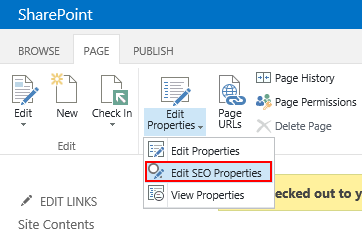 SharePoint
BROWSE PAGE PUBLISH
Edit New Check In Edit Properties Page URLs
Page History
Page Permissions
Delete Page
Edit
Edit Properties
Edit SEO Properties
View Properties
ecked out to y
EDIT LINKS
Site Contents